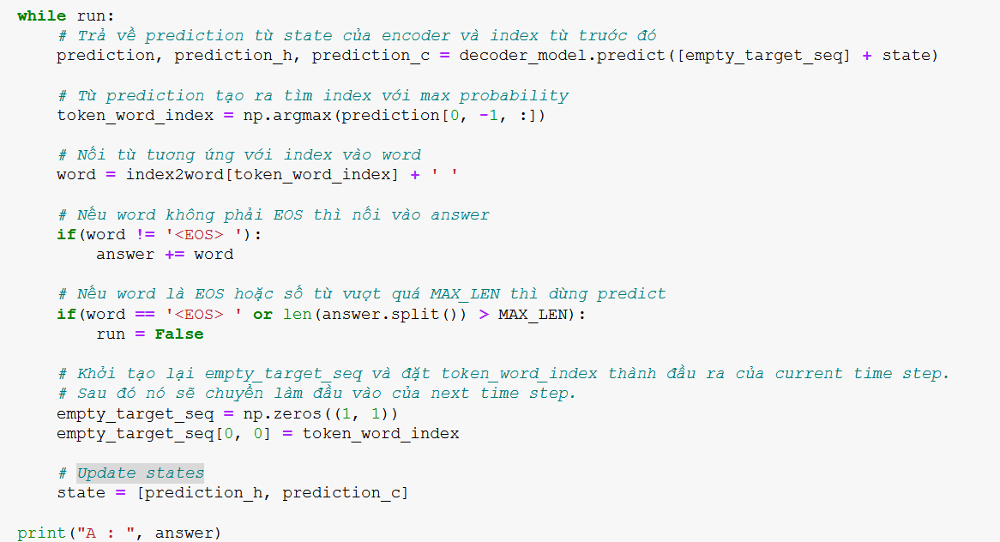 while run:
    # Trả về prediction từ state của encoder và index từ trước đó
    prediction, prediction_h, prediction_c = decoder_model.predict([empty_target_seq] + state)

    # Từ prediction tạo ra tìm index với max probability
    token_word_index = np.argmax(prediction[0, -1, :])

    # Nối từ tương ứng với index vào word
    word = index2word[token_word_index] + ' '

    # Nếu word không phải EOS thì nối vào answer
    if(word != '<EOS> '):
        answer += word

    # Nếu word là EOS hoặc số từ vượt quá MAX_LEN thì dừng predict
    if(word == '<EOS> ' or len(answer.split()) > MAX_LEN):
        run = False

    # Khởi tạo lại empty_target_seq và đặt token_word_index thành đầu ra của current time step.
    # Sau đó nó sẽ chuyển làm đầu vào của next time step.
    empty_target_seq = np.zeros((1, 1))
    empty_target_seq[0, 0] = token_word_index

    # Update states
    state = [prediction_h, prediction_c]

print("A : ", answer)